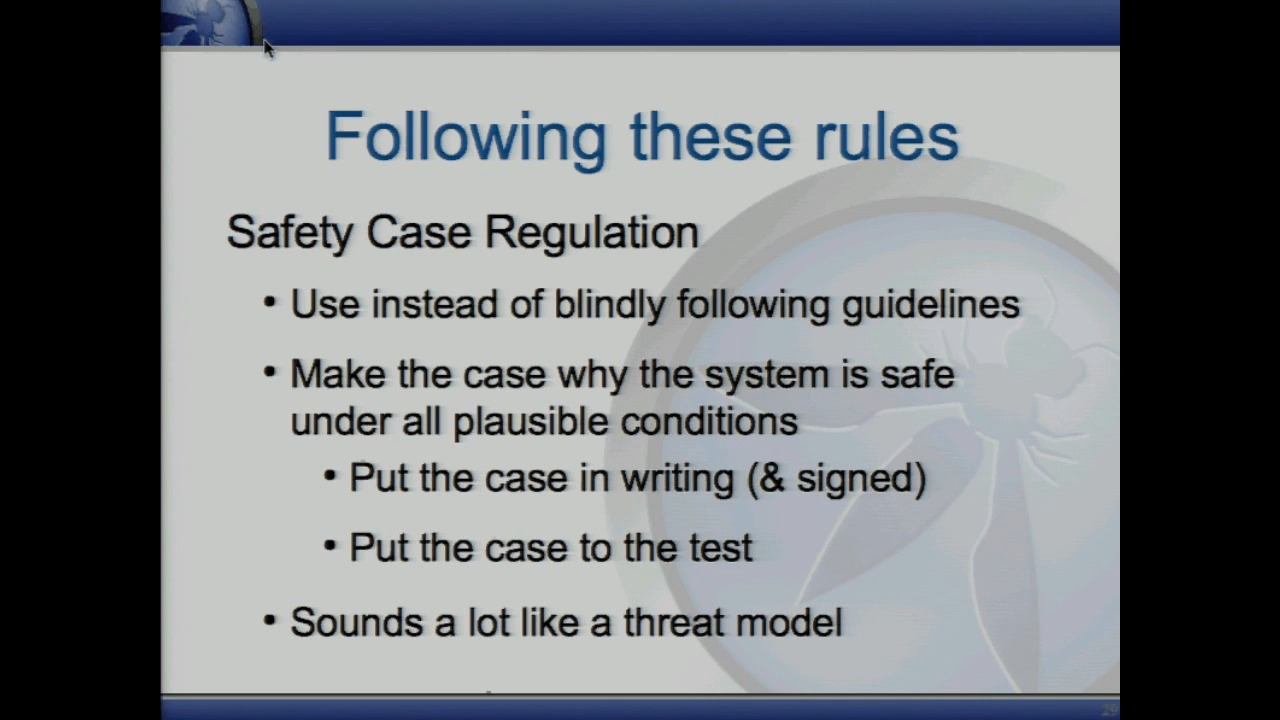 Following these rules
Safety Case Regulation
• Use instead of blindly following guidelines
• Make the case why the system is safe
under all plausible conditions
• Put the case in writing (& signed)
• Put the case to the test
• Sounds a lot like a threat model
29